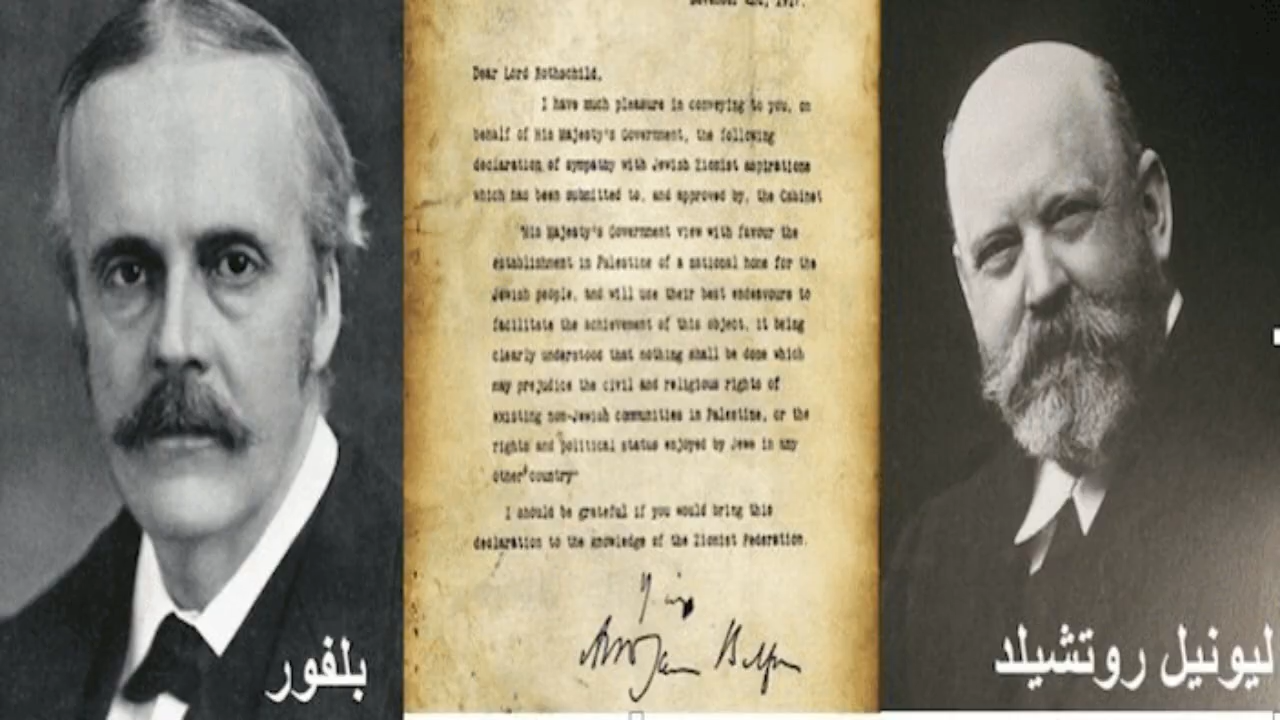 November 2nd, 1917.
Dear Lord Rothschild,
I have much pleasure in conveying to you, on
behalf of His Majesty's Government, the following
declaration of sympathy with Jewish Zionist aspirations
which has been submitted to, and approved by, the Cabinet
"His Majesty's Government view with favour the
establishment in Palestine of a national home for the
Jewish people, and will use their best endeavours to
facilitate the achievement of this object, it being
clearly understood that nothing shall be done which
may prejudice the civil and religious rights of
existing non-Jewish communities in Palestine, or the
rights and political status enjoyed by Jews in any
other country"
I should be grateful if you would bring this
declaration to the knowledge of the Zionist Federation.
بلفور
ليونيل روتشيلد